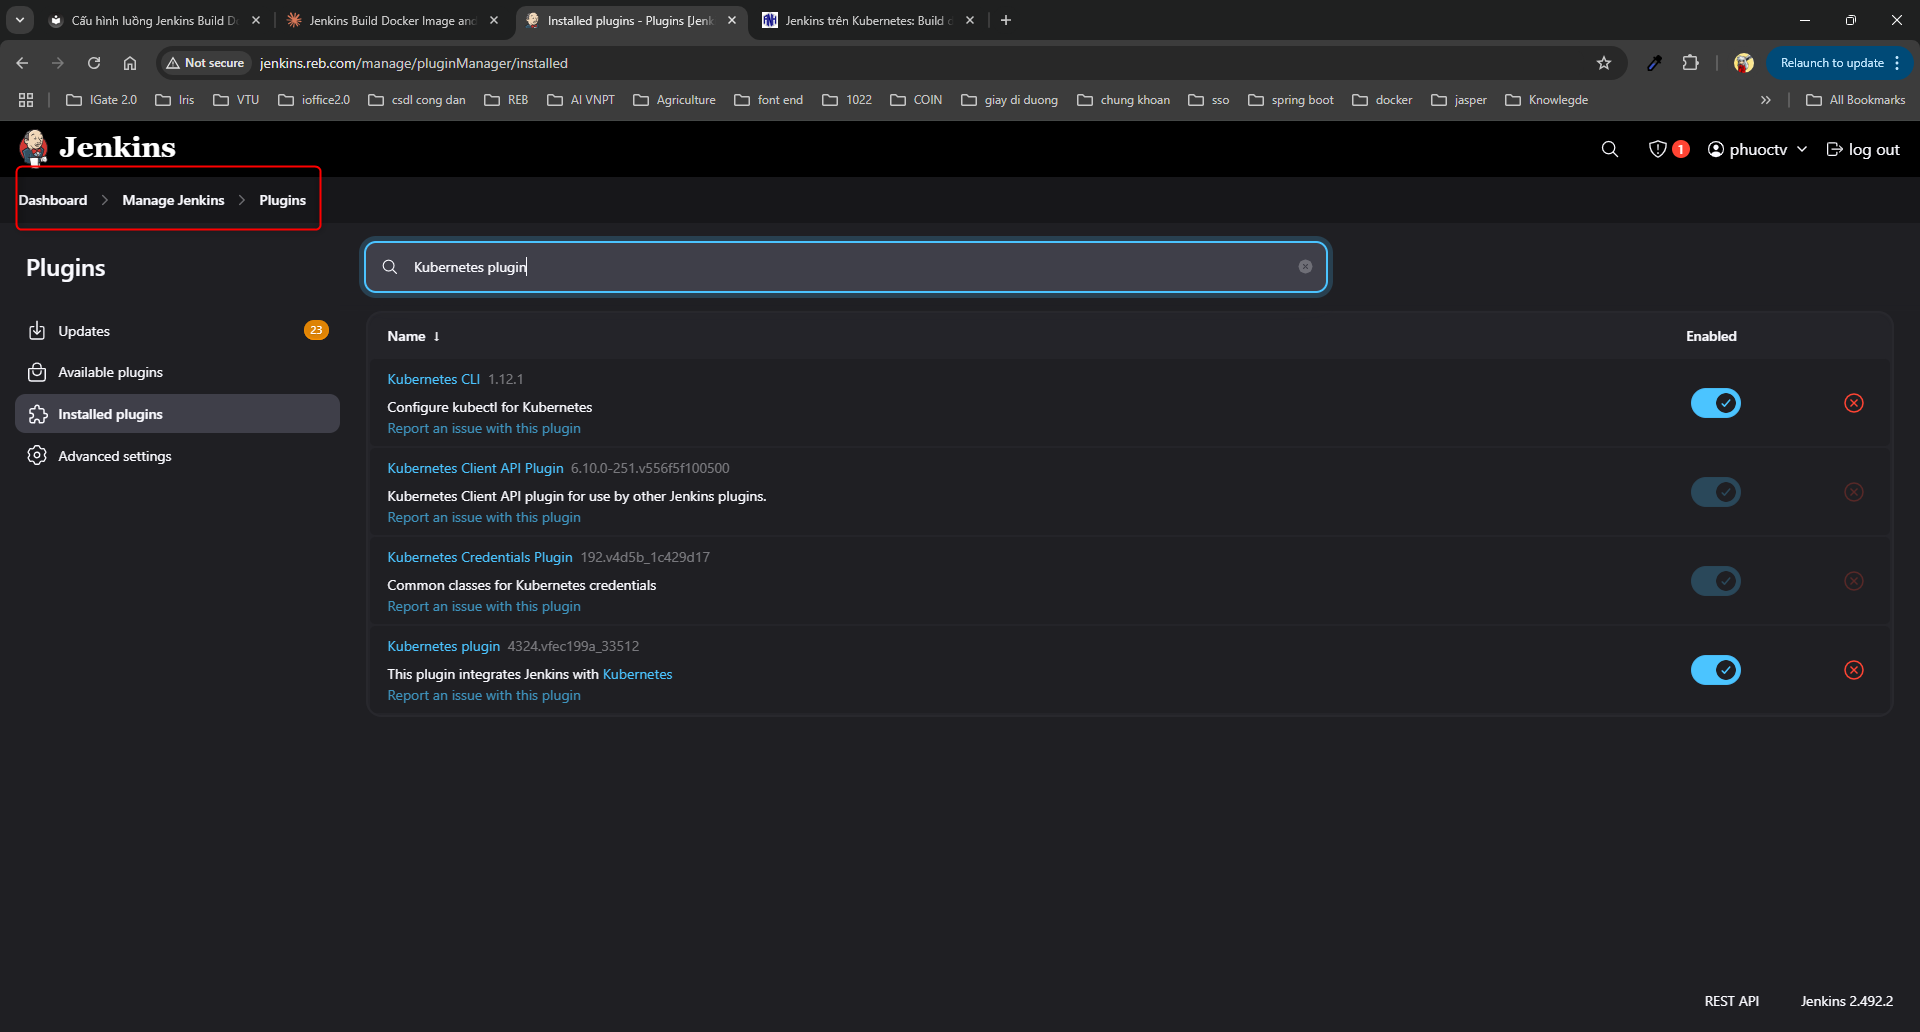 Cấu hình luồng Jenkins Build D
Jenkins Build Docker Image and
Installed plugins - Plugins [Jenk
Jenkins trên Kubernetes: Build
Not secure
jenkins.reb.com/manage/pluginManager/installed
Relaunch to update
IGate 2.0
Iris
VTU
ioffice2.0
csdl cong dan
REB
AI VNPT
Agriculture
font end
1022
COIN
giay di duong
chung khoan
sso
spring boot
docker
jasper
Knowlegde
All Bookmarks
Jenkins
1
phuoctv
log out
Dashboard
Manage Jenkins
Plugins
Plugins
Kubernetes plugin
Updates
23
Available plugins
Installed plugins
Advanced settings
Name ↓
Enabled
Kubernetes CLI 1.12.1
Configure kubectl for Kubernetes
Report an issue with this plugin
Kubernetes Client API Plugin 6.10.0-251.v556f5f100500
Kubernetes Client API plugin for use by other Jenkins plugins.
Report an issue with this plugin
Kubernetes Credentials Plugin 192.v4d5b_1c429d17
Common classes for Kubernetes credentials
Report an issue with this plugin
Kubernetes plugin 4324.vfec199a_33512
This plugin integrates Jenkins with Kubernetes
Report an issue with this plugin
REST API
Jenkins 2.492.2